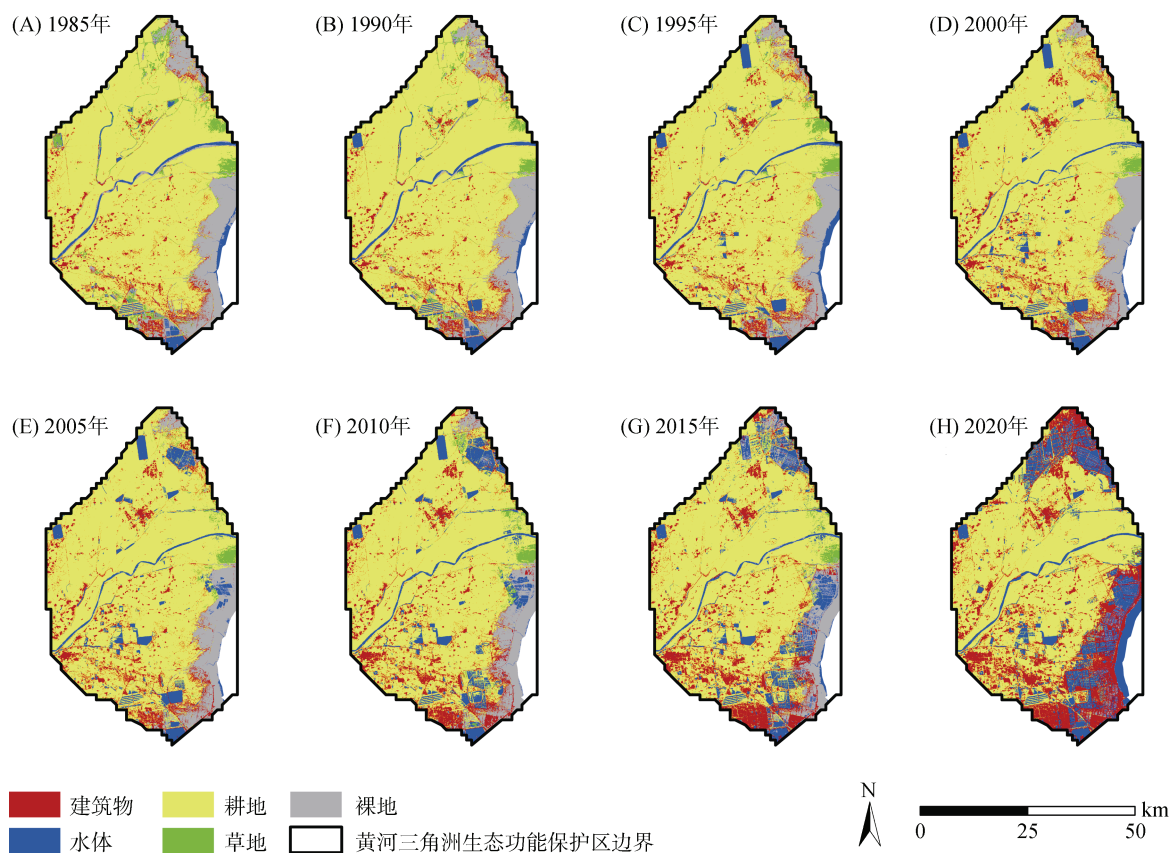 (A) 1985年
(B) 1990年
(C) 1995年
(D) 2000年
(E) 2005年
(F) 2010年
(G) 2015年
(H) 2020年
建筑物
耕地
裸地
水体
草地
黄河三角洲生态功能保护区边界
N
km
0
25
50